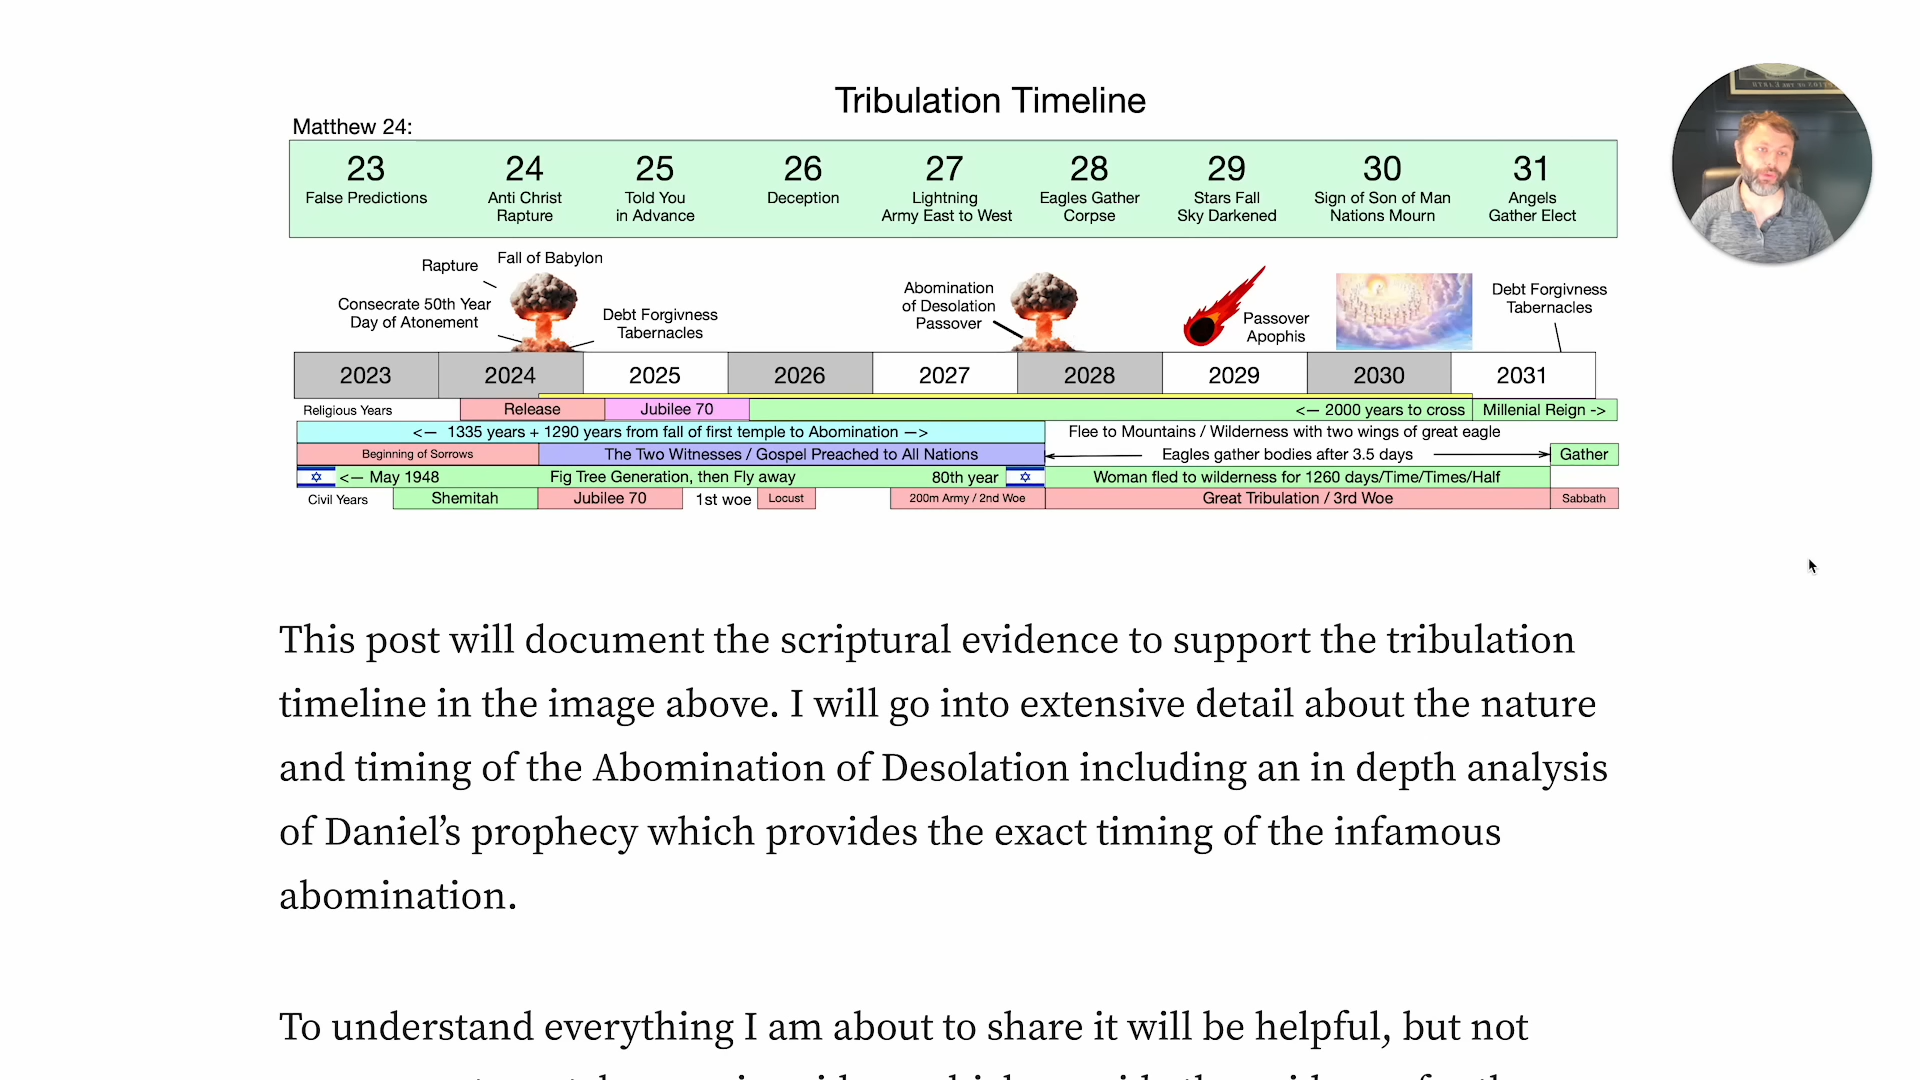 Tribulation Timeline
Matthew 24:
23 24 25 26 27 28 29 30 31
False Predictions Anti Christ Told You Deception Lightning Eagles Gather Stars Fall Sign of Son of Man Angels
Rapture in Advance Army East to West Corpse Sky Darkened Nations Mourn Gather Elect
Rapture
Fall of Babylon
Consecrate 50th Year
Day of Atonement
Debt Forgivness
Tabernacles
Abomination
of Desolation
Passover
Passover
Apophis
Debt Forgivness
Tabernacles
2023 2024 2025 2026 2027 2028 2029 2030 2031
Religious Years Release Jubilee 70 <— 2000 years to cross Millenial Reign ->
<— 1335 years + 1290 years from fall of first temple to Abomination —> Flee to Mountains / Wilderness with two wings of great eagle
Beginning of Sorrows The Two Witnesses / Gospel Preached to All Nations Eagles gather bodies after 3.5 days Gather
<— May 1948 Fig Tree Generation, then Fly away 80th year Woman fled to wilderness for 1260 days/Time/Times/Half
Civil Years Shemitah Jubilee 70 1st woe Locust 200m Army / 2nd Woe Great Tribulation / 3rd Woe Sabbath
This post will document the scriptural evidence to support the tribulation
timeline in the image above. I will go into extensive detail about the nature
and timing of the Abomination of Desolation including an in depth analysis
of Daniel’s prophecy which provides the exact timing of the infamous
abomination.
To understand everything I am about to share it will be helpful, but not